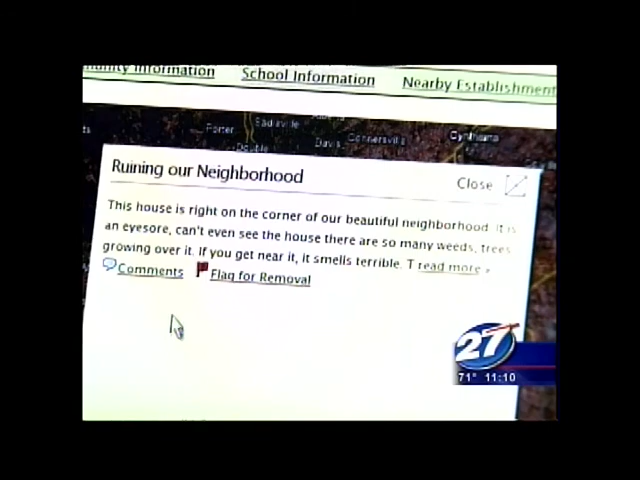 munity Information School Information Nearby Establishment
Porter Sadieville
Davis Connersville Cynthiana
Double
Ruining our Neighborhood
Close
This house is right on the corner of our beautiful neighborhood. It is
an eyesore, can't even see the house there are so many weeds, trees
growing over it. If you get near it, it smells terrible. T read more »
Comments Flag for Removal
27
71° 11:10